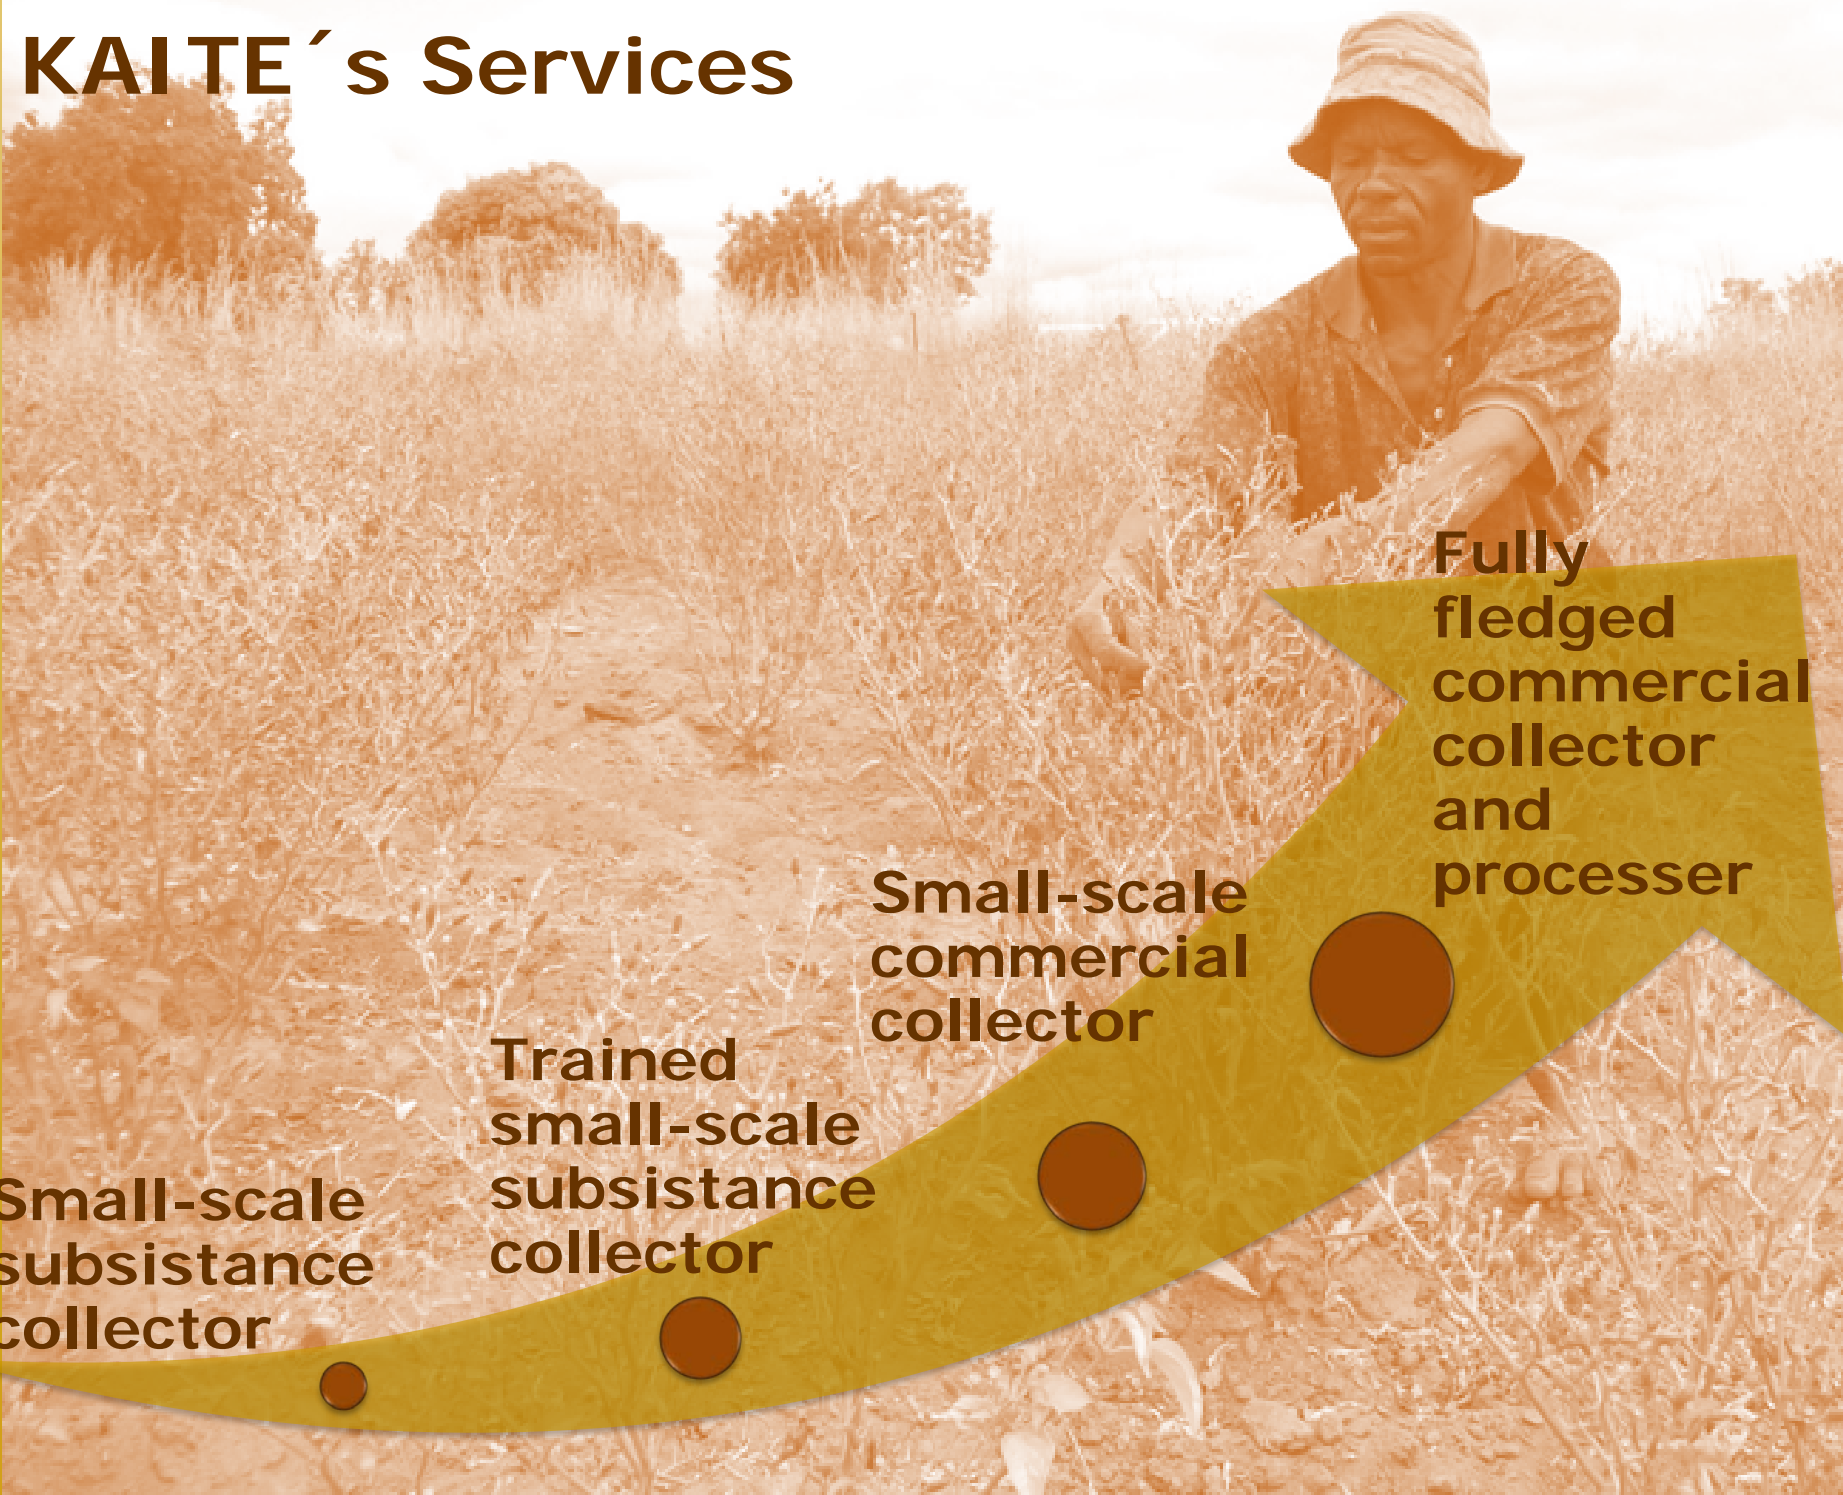 KAITE´s Services
Fully
fledged
commercial
collector
and
processer
Small-scale
commercial
collector
Trained
small-scale
subsistance
collector
Small-scale
subsistance
collector